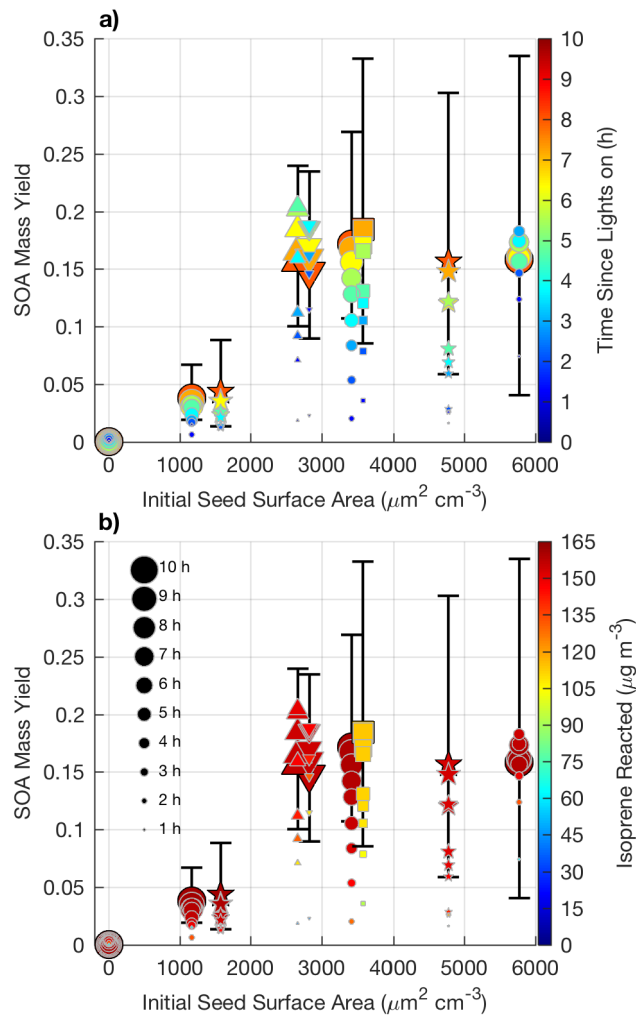 a)
0.35
0.3
0.25
0.2
0.15
0.1
0.05
0
SOA Mass Yield
0 1000 2000 3000 4000 5000 6000
Initial Seed Surface Area (μm² cm⁻³)
10
9
8
7
6
5
4
3
2
1
0
Time Since Lights on (h)
b)
0.35
0.3
0.25
0.2
0.15
0.1
0.05
0
SOA Mass Yield
10 h
9 h
8 h
7 h
6 h
5 h
4 h
3 h
2 h
1 h
0 1000 2000 3000 4000 5000 6000
Initial Seed Surface Area (μm² cm⁻³)
165
150
135
120
105
90
75
60
45
30
15
0
Isoprene Reacted (μg m⁻³)